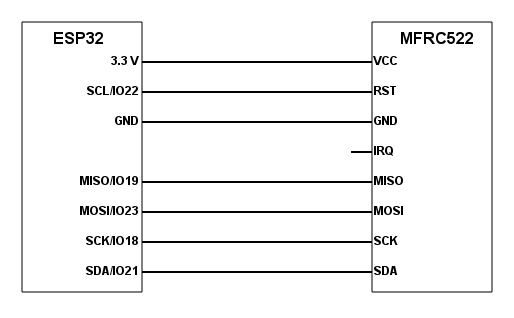 ESP32 MFRC522
3.3 V VCC
SCL/IO22 RST
GND GND
IRQ
MISO/IO19 MISO
MOSI/IO23 MOSI
SCK/IO18 SCK
SDA/IO21 SDA